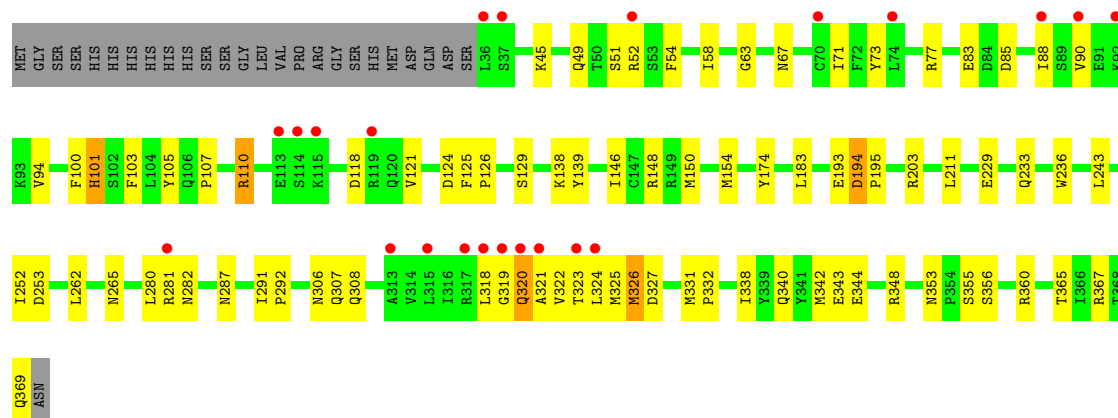 MET GLY SER SER HIS HIS HIS HIS HIS HIS SER SER GLY LEU VAL PRO ARG GLY SER HIS MET ASP GLN ASP SER L36 S37 K45 Q49 T50 S51 R52 S53 F54 I58 G63 N67 C70 I71 F72 Y73 L74 R77 E83 D84 D85 I88 S89 V90 E91 K92
K93 V94 F100 H101 S102 F103 L104 Y105 Q106 P107 R110 E113 S114 K115 D118 R119 Q120 V121 D124 F125 P126 S129 K138 Y139 I146 C147 R148 R149 M150 M154 Y174 L183 E193 D194 P195 R203 L211 E229 Q233 W236 L243
I252 D253 L262 N265 L280 R281 N282 N287 I291 P292 N306 Q307 Q308 A313 V314 L315 I316 R317 L318 G319 Q320 A321 V322 T323 L324 M325 M326 D327 M331 P332 I338 Y339 Q340 Y341 M342 E343 E344 R348 N353 P354 S355 S356 R360 T365 I366 R367 T368
Q369 ASN